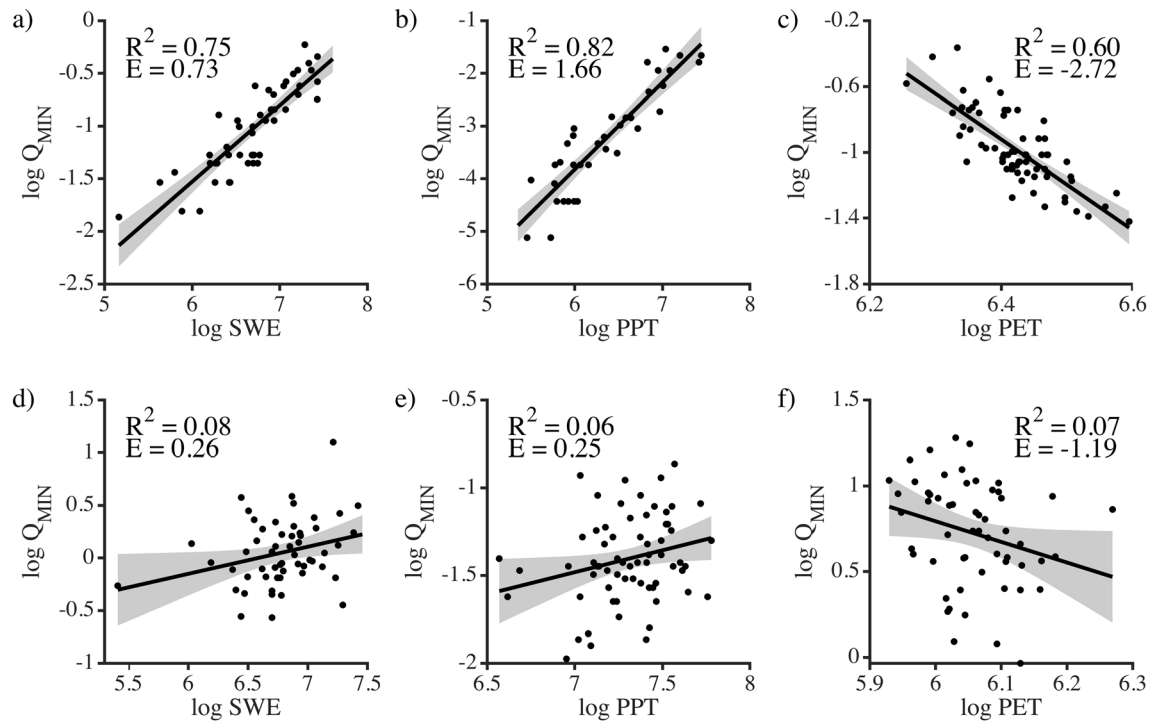 a)
R² = 0.75
E = 0.73
0
-0.5
-1
-1.5
-2
-2.5
log Q_MIN
5 6 7 8
log SWE
b)
R² = 0.82
E = 1.66
-1
-2
-3
-4
-5
-6
log Q_MIN
5 6 7 8
log PPT
c)
R² = 0.60
E = -2.72
-0.2
-0.6
-1
-1.4
-1.8
log Q_MIN
6.2 6.4 6.6
log PET
d)
R² = 0.08
E = 0.26
1.5
1
0.5
0
-0.5
-1
log Q_MIN
5.5 6 6.5 7 7.5
log SWE
e)
R² = 0.06
E = 0.25
-0.5
-1
-1.5
-2
log Q_MIN
6.5 7 7.5 8
log PPT
f)
R² = 0.07
E = -1.19
1.5
1
0.5
0
log Q_MIN
5.9 6 6.1 6.2 6.3
log PET